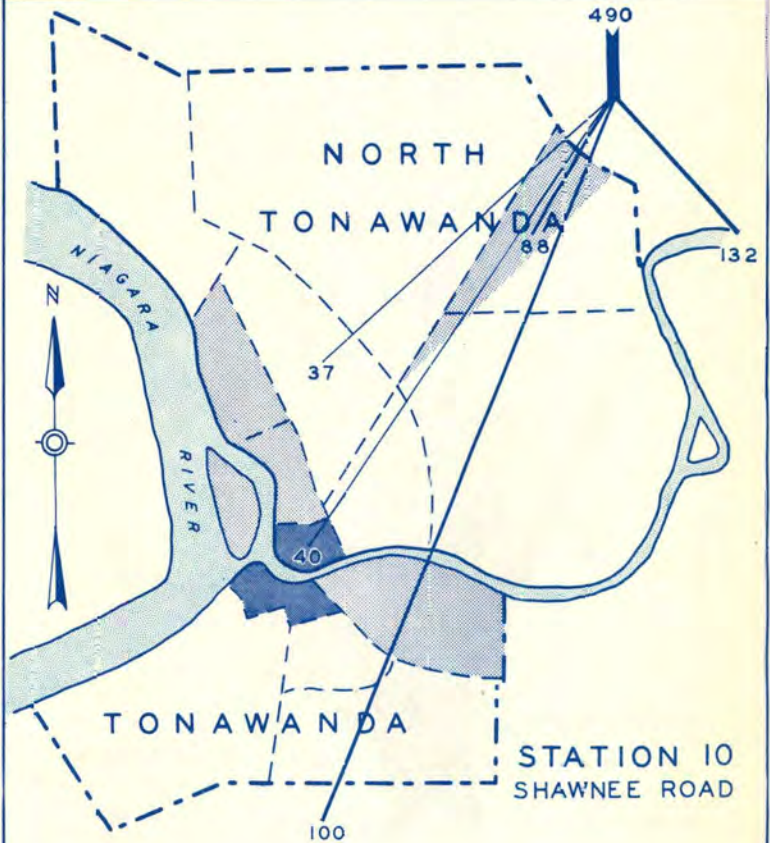 490
NORTH
TONAWANDA
88
132
NIAGARA
N
37
RIVER
40
TONAWANDA
STATION 10
SHAWNEE ROAD
100